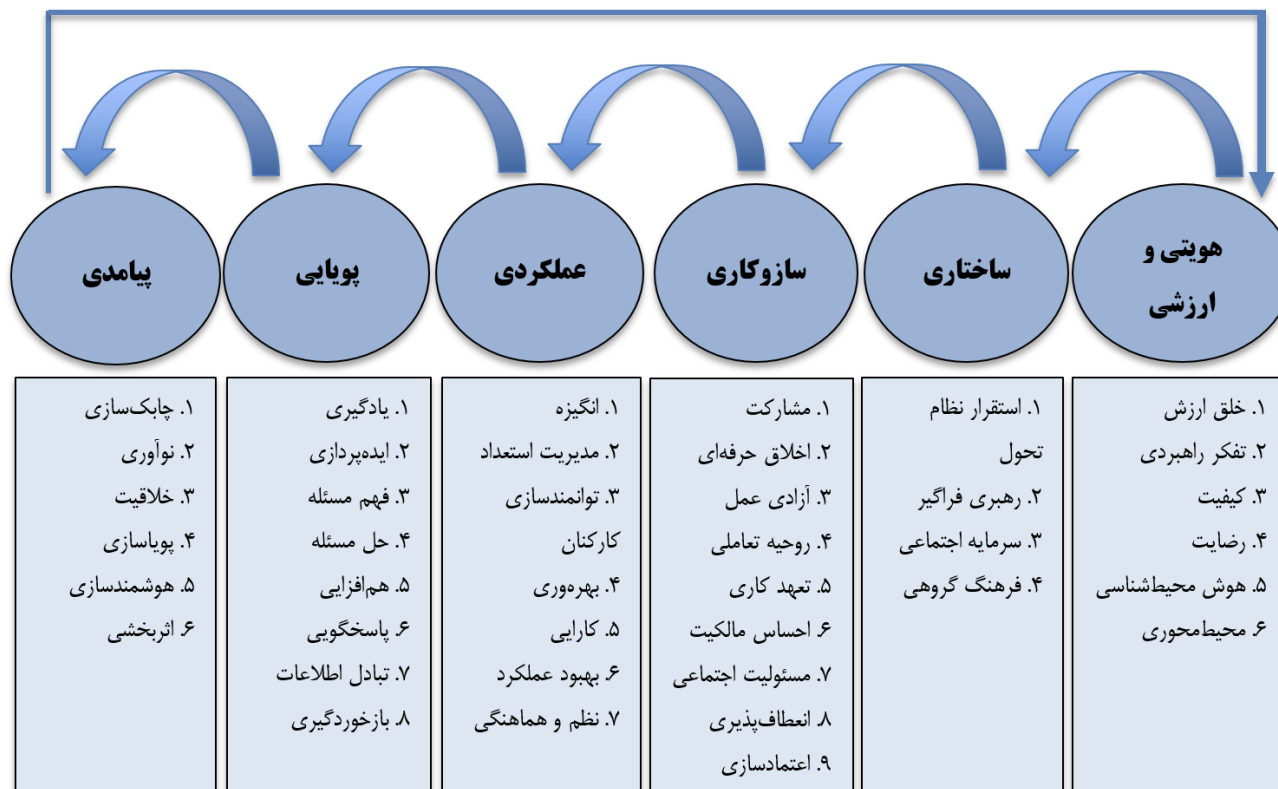 هویتی و
ارزشی
ساختاری
سازوکاری
عملکردی
پویایی
پیامدی
۱. خلق ارزش
۲. تفکر راهبردی
۳. کیفیت
۴. رضایت
۵. هوش محیط‌شناسی
۶. محیط‌محوری
۱. استقرار نظام
تحول
۲. رهبری فراگیر
۳. سرمایه اجتماعی
۴. فرهنگ گروهی
۱. مشارکت
۲. اخلاق حرفه‌ای
۳. آزادی عمل
۴. روحیه تعاملی
۵. تعهد کاری
۶. احساس مالکیت
۷. مسئولیت اجتماعی
۸. انعطاف‌پذیری
۹. اعتمادسازی
۱. انگیزه
۲. مدیریت استعداد
۳. توانمندسازی
کارکنان
۴. بهره‌وری
۵. کارایی
۶. بهبود عملکرد
۷. نظم و هماهنگی
۱. یادگیری
۲. ایده‌پردازی
۳. فهم مسئله
۴. حل مسئله
۵. هم‌افزایی
۶. پاسخگویی
۷. تبادل اطلاعات
۸. بازخوردگیری
۱. چابک‌سازی
۲. نوآوری
۳. خلاقیت
۴. پویاسازی
۵. هوشمندسازی
۶. اثربخشی